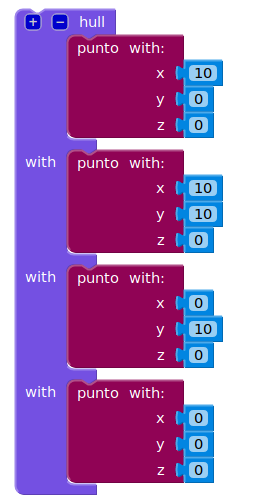 + − hull
punto with:
x 10
y 0
z 0
with punto with:
x 10
y 10
z 0
with punto with:
x 0
y 10
z 0
with punto with:
x 0
y 0
z 0